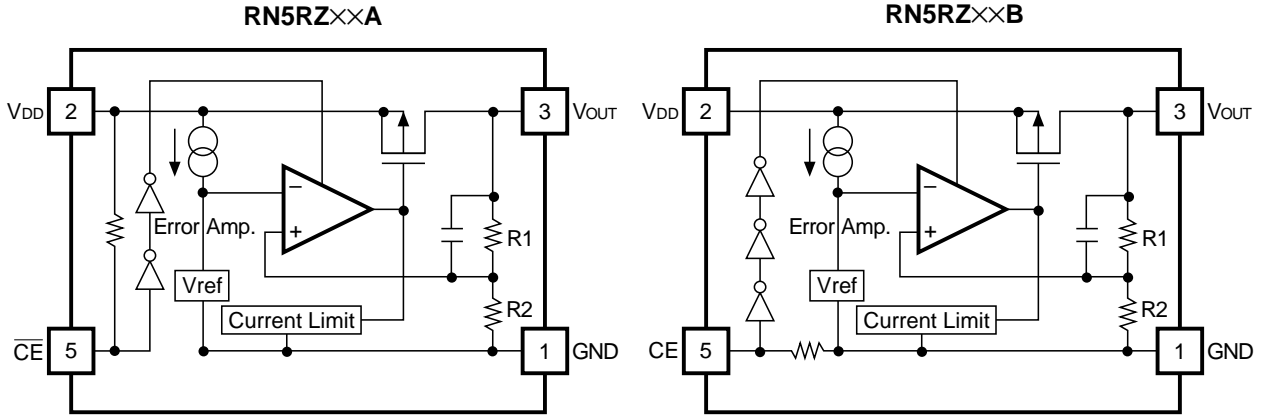 RN5RZ××A
VDD 2
3 VOUT
−
Error Amp.
+
R1
Vref
R2
Current Limit
C̅E̅ 5
1 GND
RN5RZ××B
VDD 2
3 VOUT
−
Error Amp.
+
R1
Vref
R2
Current Limit
CE 5
1 GND